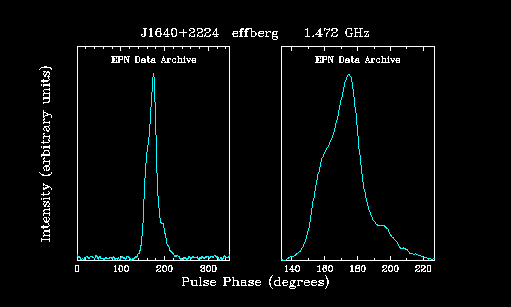 J1640+2224 effberg 1.472 GHz
EPN Data Archive EPN Data Archive
Intensity (arbitrary units)
0 100 200 300 140 160 180 200 220
Pulse Phase (degrees)